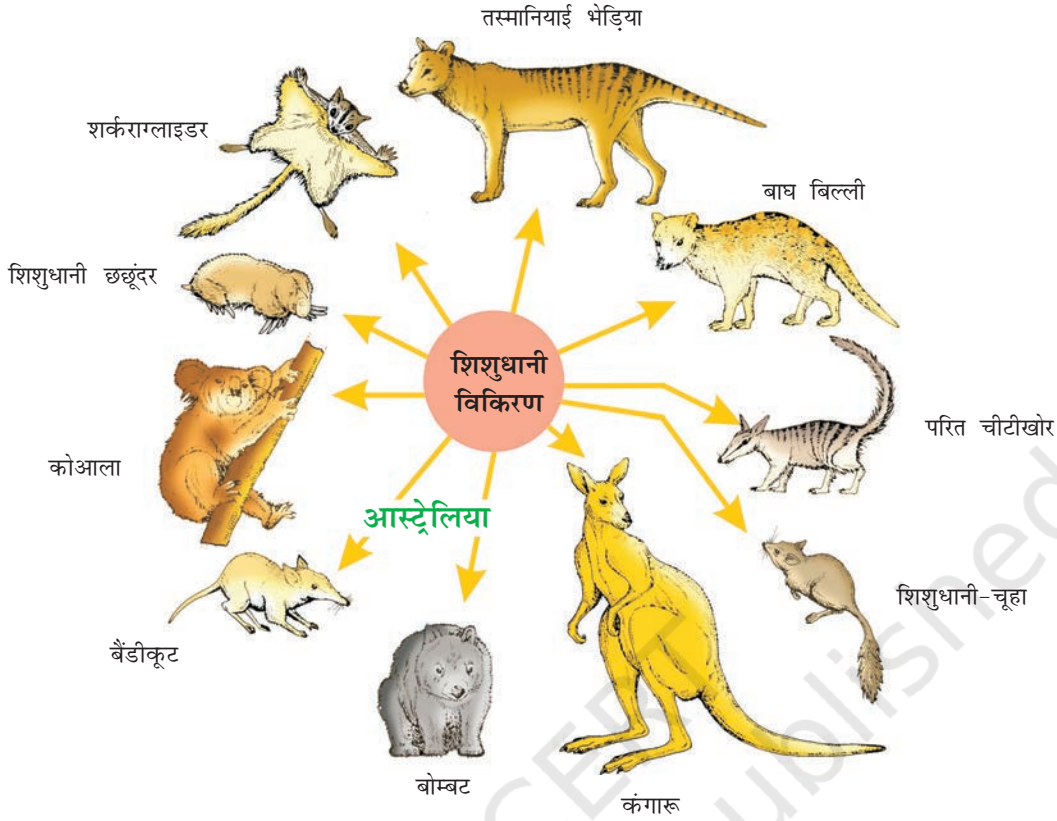 तस्मानियाई भेड़िया
शर्कराग्लाइडर
बाघ बिल्ली
शिशुधानी छछूंदर
शिशुधानी
विकिरण
परित चीटीखोर
कोआला
आस्ट्रेलिया
शिशुधानी-चूहा
बैंडीकूट
बोम्बट
कंगारू